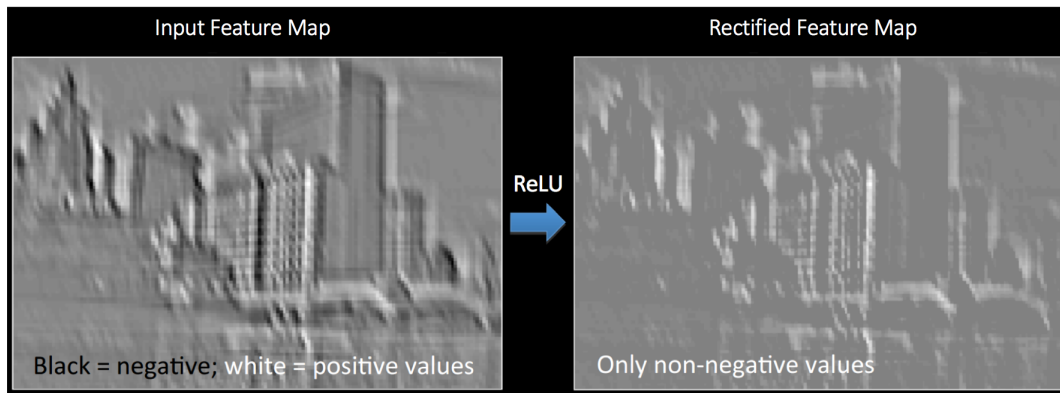 Input Feature Map
Rectified Feature Map
ReLU
Black = negative; white = positive values
Only non-negative values